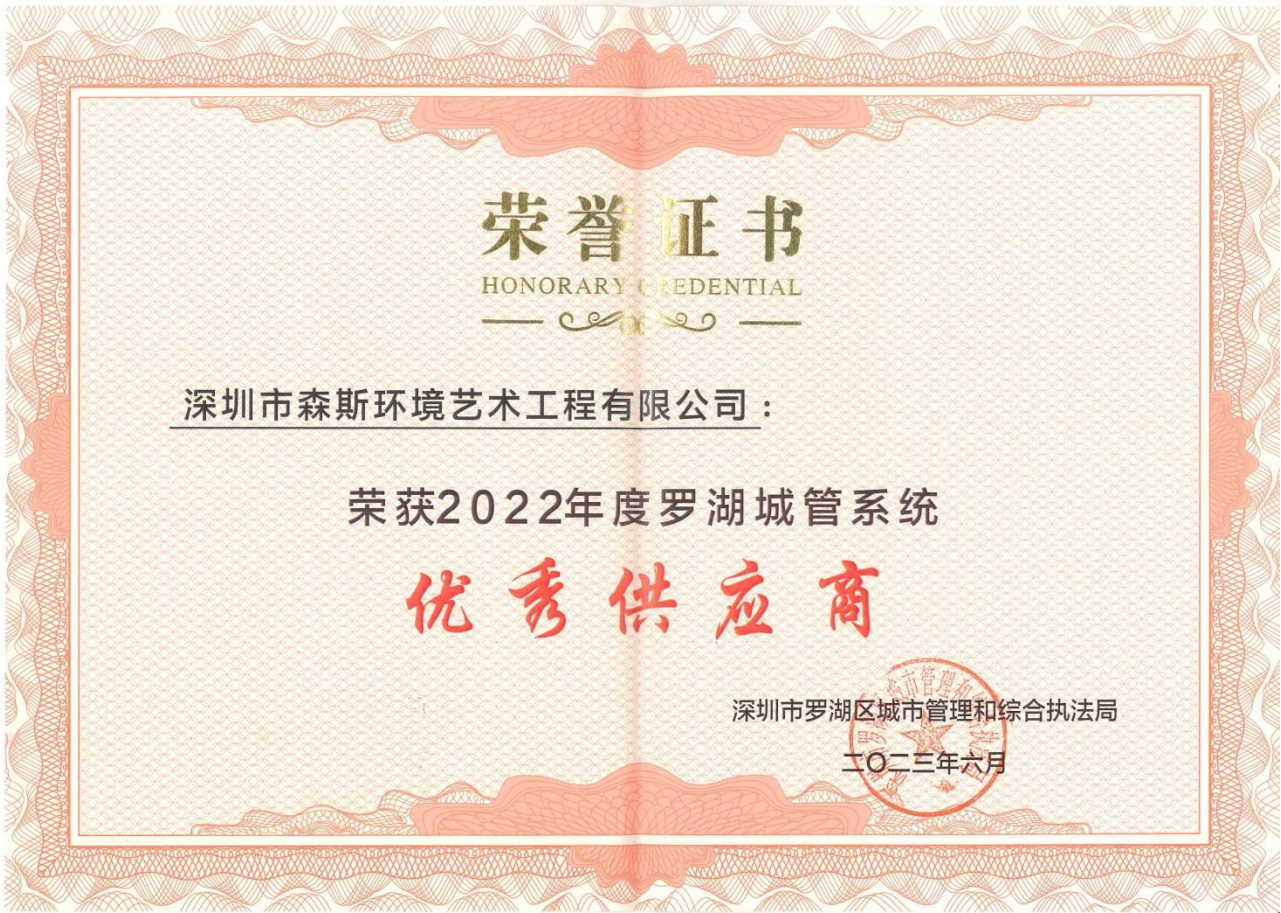 荣誉证书
HONORARY CREDENTIAL
深圳市森斯环境艺术工程有限公司：
荣获2022年度罗湖城管系统
优秀供应商
深圳市罗湖区城市管理和综合执法局
二〇二三年六月